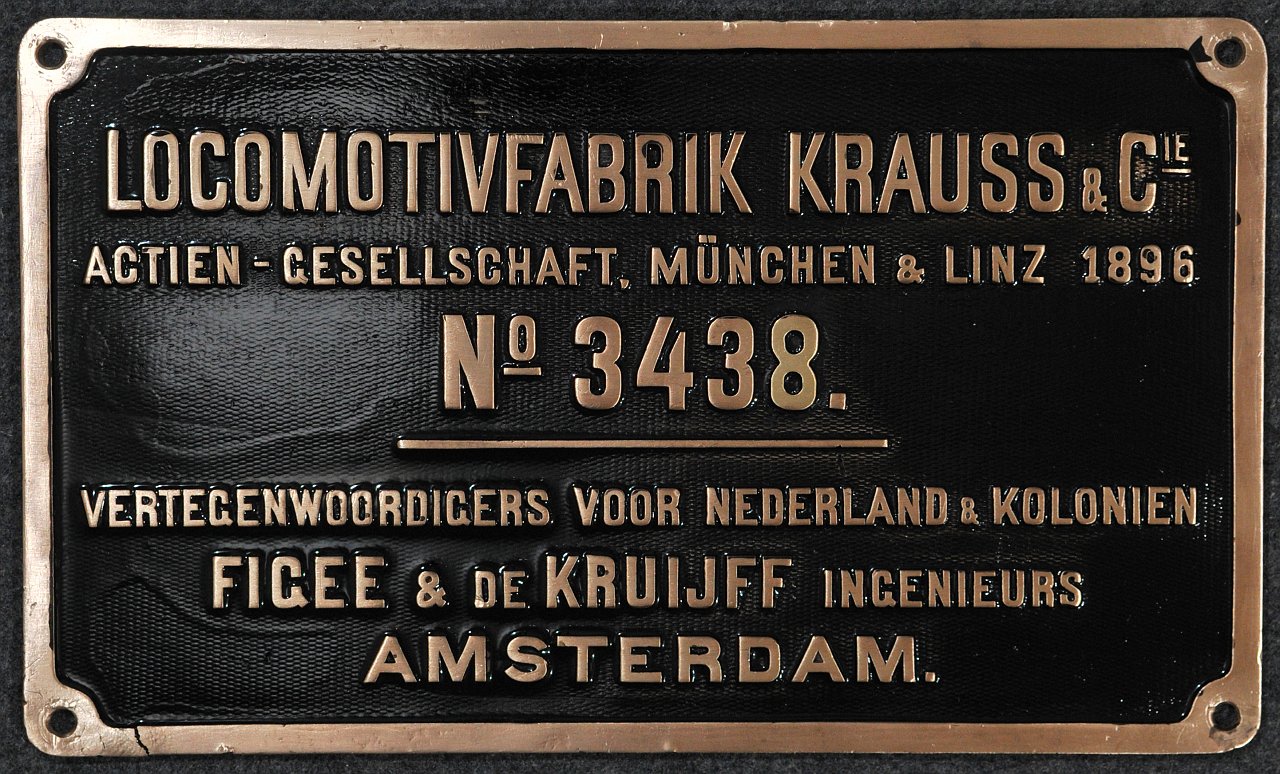 LOCOMOTIVFABRIK KRAUSS & CIE
ACTIEN-GESELLSCHAFT, MÜNCHEN & LINZ 1896
No 3438.
VERTEGENWOORDIGERS VOOR NEDERLAND & KOLONIEN
FIGEE & DE KRUIJFF INGENIEURS
AMSTERDAM.